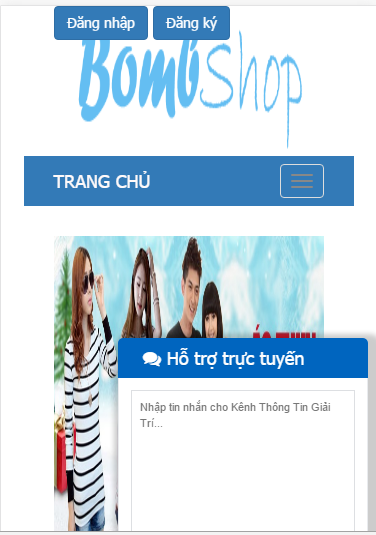 Đăng nhập Đăng ký
BombShop
TRANG CHỦ
Hỗ trợ trực tuyến
Nhập tin nhắn cho Kênh Thông Tin Giải
Trí...